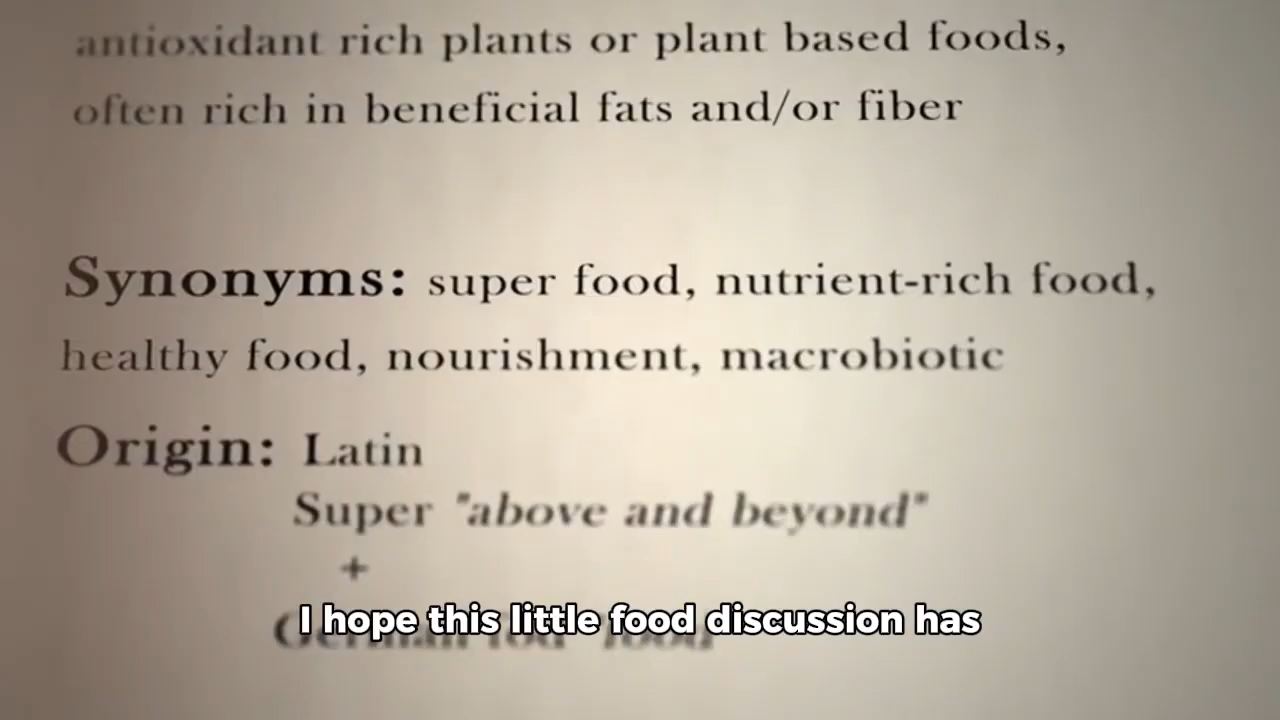 antioxidant rich plants or plant based foods,
often rich in beneficial fats and/or fiber
Synonyms: super food, nutrient-rich food,
healthy food, nourishment, macrobiotic
Origin: Latin
Super "above and beyond"
+
I hope this little food discussion has